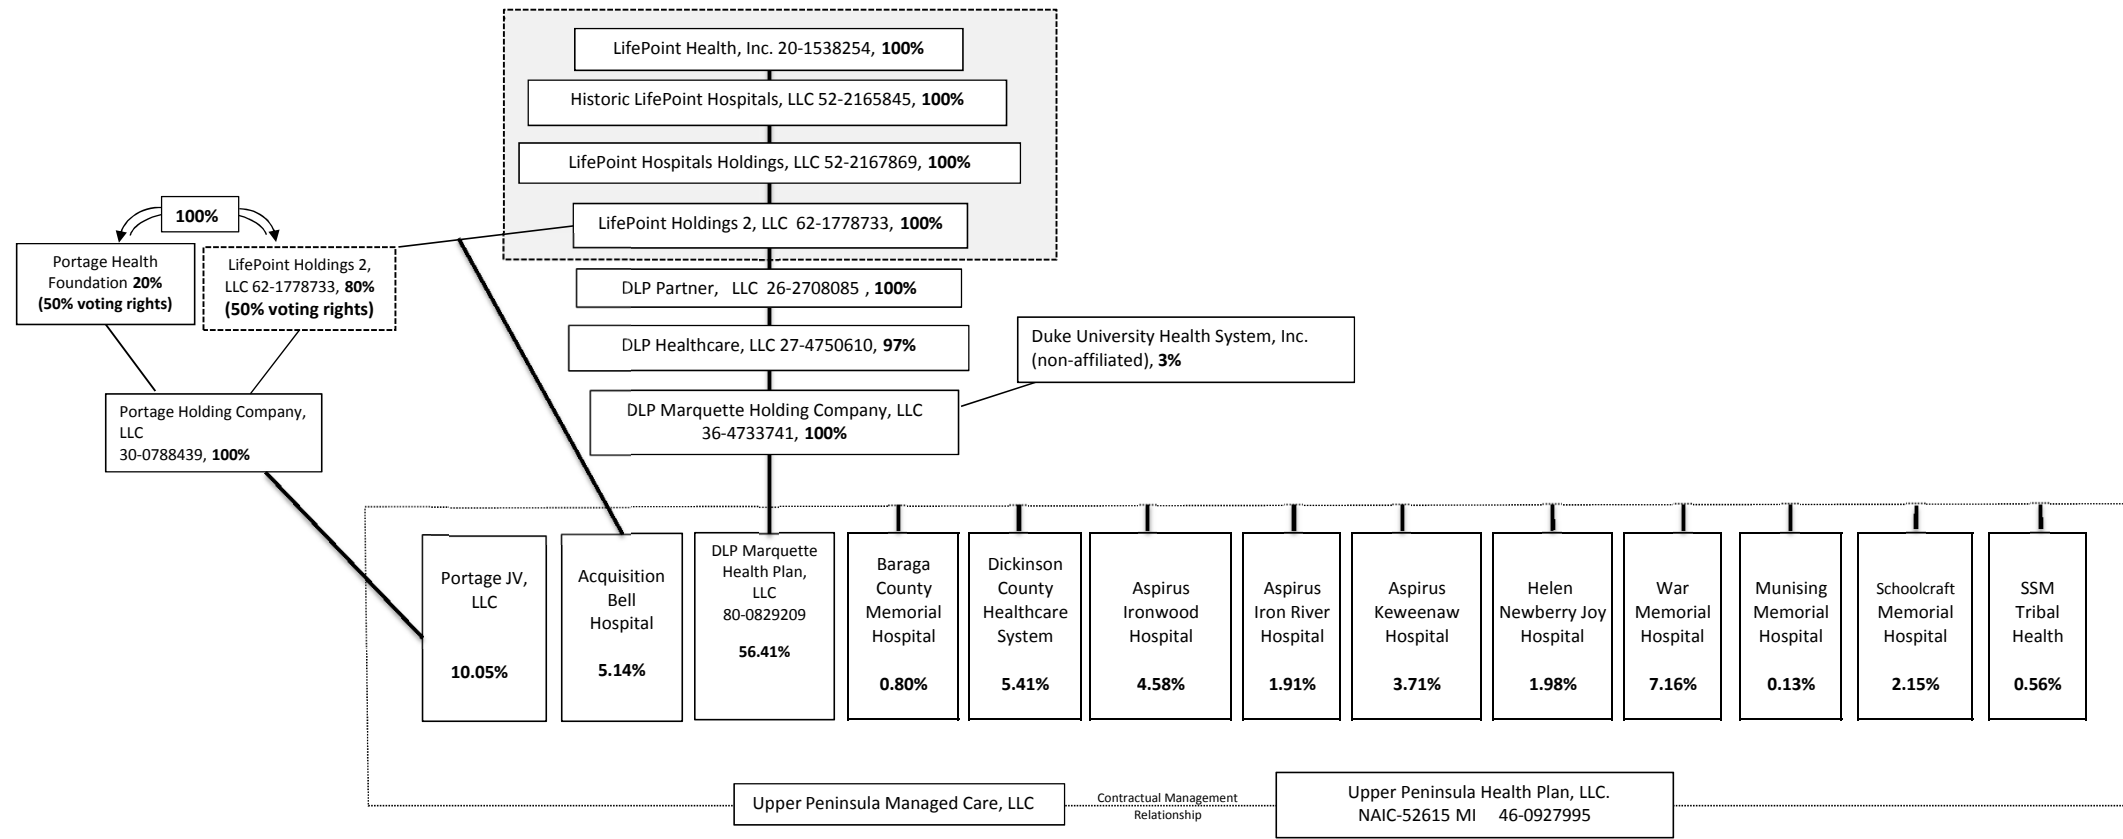 LifePoint Health, Inc. 20-1538254, 100%
Historic LifePoint Hospitals, LLC 52-2165845, 100%
LifePoint Hospitals Holdings, LLC 52-2167869, 100%
LifePoint Holdings 2, LLC 62-1778733, 100%
100%
Portage Health
Foundation 20%
(50% voting rights)
LifePoint Holdings 2,
LLC 62-1778733, 80%
(50% voting rights)
DLP Partner, LLC 26-2708085 , 100%
DLP Healthcare, LLC 27-4750610, 97%
Duke University Health System, Inc.
(non-affiliated), 3%
DLP Marquette Holding Company, LLC
36-4733741, 100%
Portage Holding Company,
LLC
30-0788439, 100%
Portage JV,
LLC
10.05%
Acquisition
Bell
Hospital
5.14%
DLP Marquette
Health Plan,
LLC
80-0829209
56.41%
Baraga
County
Memorial
Hospital
0.80%
Dickinson
County
Healthcare
System
5.41%
Aspirus
Ironwood
Hospital
4.58%
Aspirus
Iron River
Hospital
1.91%
Aspirus
Keweenaw
Hospital
3.71%
Helen
Newberry Joy
Hospital
1.98%
War
Memorial
Hospital
7.16%
Munising
Memorial
Hospital
0.13%
Schoolcraft
Memorial
Hospital
2.15%
SSM
Tribal
Health
0.56%
Upper Peninsula Managed Care, LLC
Contractual Management
Relationship
Upper Peninsula Health Plan, LLC.
NAIC-52615 MI 46-0927995